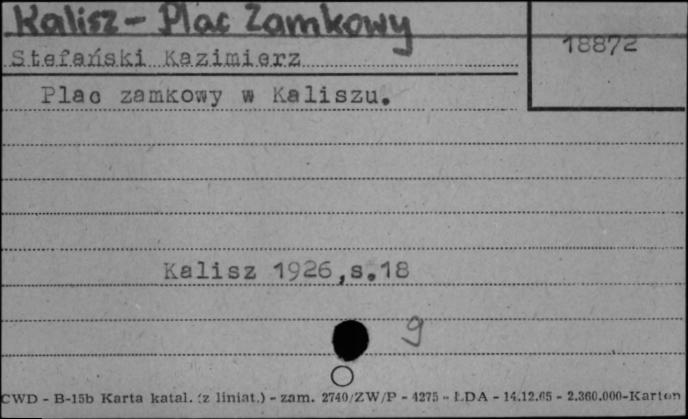 Kalisz - Plac Zamkowy
18872
Stefański Kazimierz
Plac zamkowy w Kaliszu.
Kalisz 1926,s.18
9
CWD - B-15b Karta katal. (z liniat.) - zam. 2740/ZW/P - 4275 - ŁDA - 14.12.65 - 2.360.000-Karton